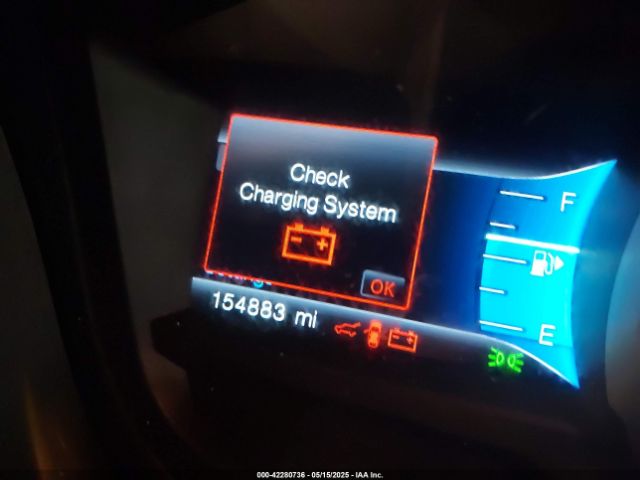 Check
Charging System
- +
OK
F
154883 mi
- +
E
000-42280736 - 05/15/2025 - IAA Inc.